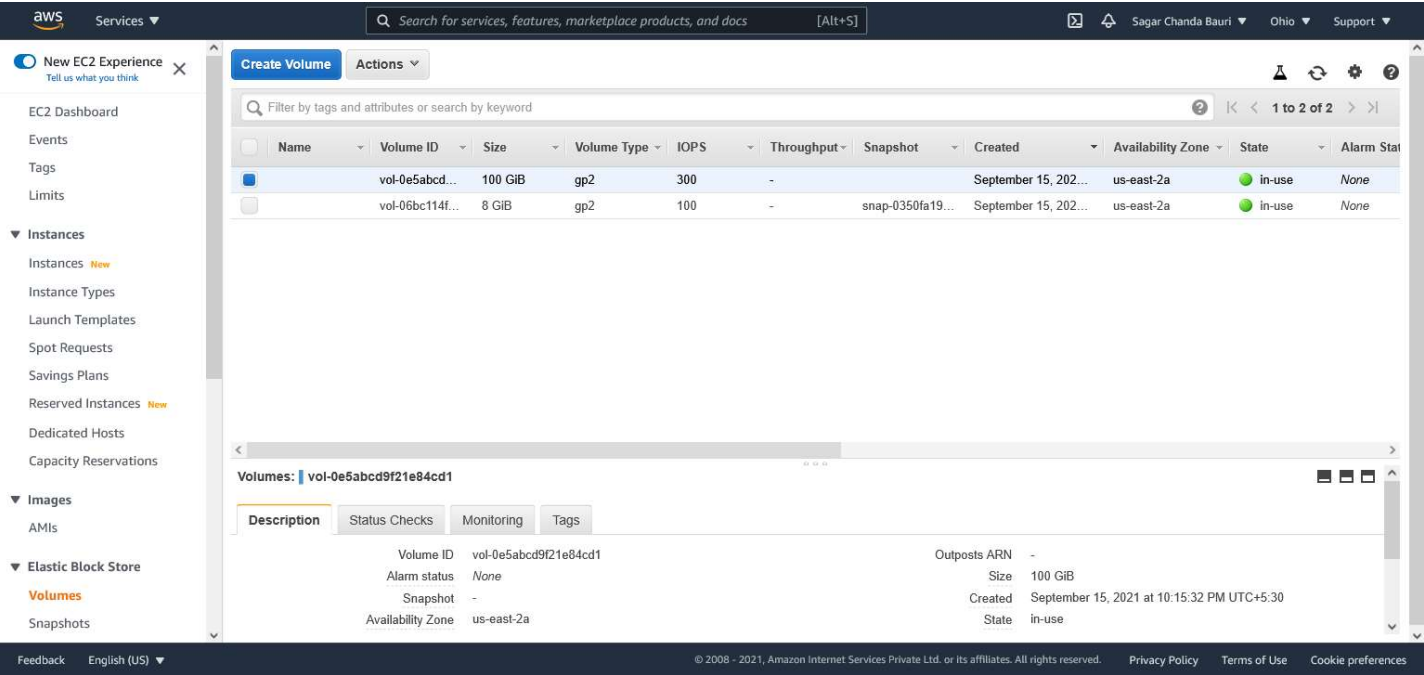 aws Services ▼ Search for services, features, marketplace products, and docs [Alt+S] Sagar Chanda Bauri ▼ Ohio ▼ Support ▼
New EC2 Experience
Tell us what you think
EC2 Dashboard
Events
Tags
Limits
Instances
Instances New
Instance Types
Launch Templates
Spot Requests
Savings Plans
Reserved Instances New
Dedicated Hosts
Capacity Reservations
Images
AMIs
Elastic Block Store
Volumes
Snapshots
Create Volume Actions
Filter by tags and attributes or search by keyword 1 to 2 of 2
Name Volume ID Size Volume Type IOPS Throughput Snapshot Created Availability Zone State Alarm Stat
vol-0e5abcd... 100 GiB gp2 300 - September 15, 202... us-east-2a in-use None
vol-06bc114f... 8 GiB gp2 100 - snap-0350fa19... September 15, 202... us-east-2a in-use None
Volumes: vol-0e5abcd9f21e84cd1
Description Status Checks Monitoring Tags
Volume ID vol-0e5abcd9f21e84cd1 Outposts ARN -
Alarm status None Size 100 GiB
Snapshot - Created September 15, 2021 at 10:15:32 PM UTC+5:30
Availability Zone us-east-2a State in-use
Feedback English (US) ▼ © 2008 - 2021, Amazon Internet Services Private Ltd. or its affiliates. All rights reserved. Privacy Policy Terms of Use Cookie preferences